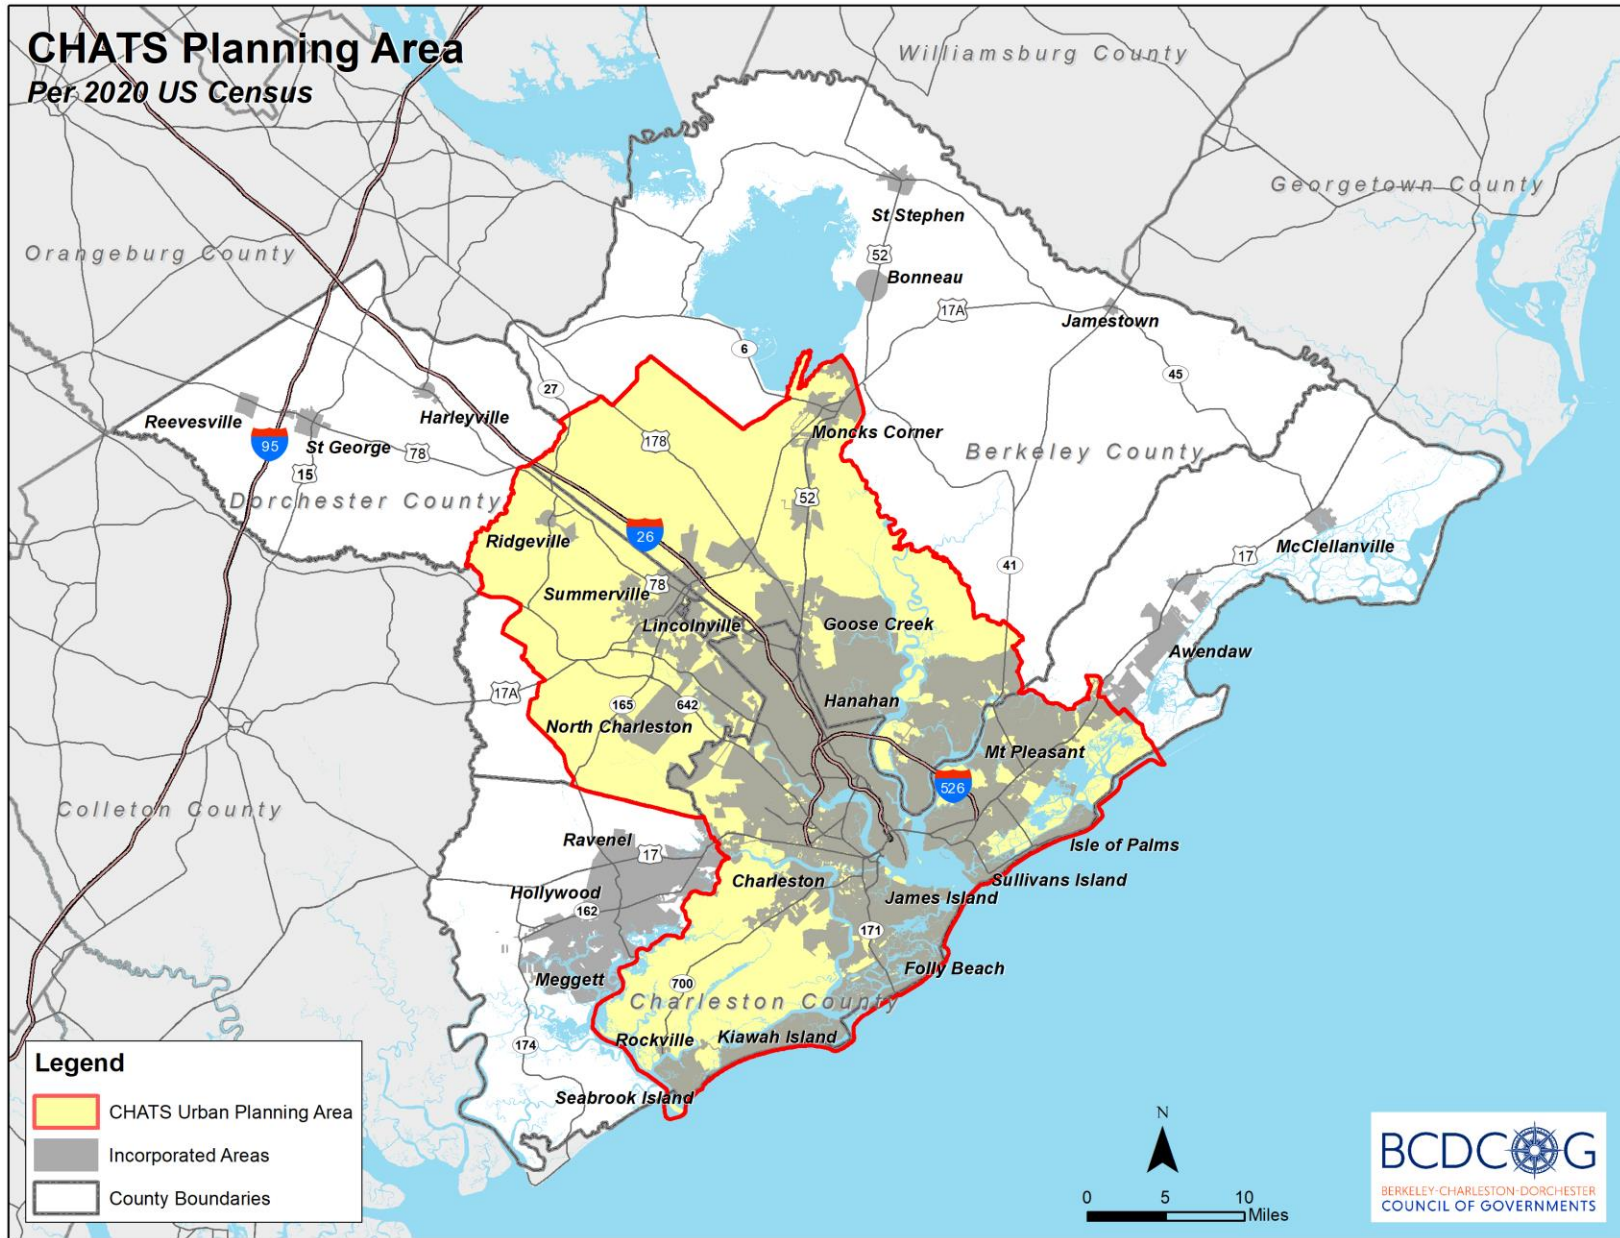 CHATS Planning Area
Per 2020 US Census
Williamsburg County
Georgetown County
Orangeburg County
St Stephen
52
Bonneau
17A
Jamestown
6
45
27
Reevesville
Harleyville
95
St George
78
15
178
Moncks Corner
Berkeley County
Dorchester County
52
Ridgeville
26
41
17
McClellanville
Summerville
78
Lincolnville
Goose Creek
Awendaw
17A
165
642
Hanahan
North Charleston
Mt Pleasant
526
Colleton County
Ravenel
17
Isle of Palms
Hollywood
Charleston
Sullivans Island
James Island
162
171
Meggett
700
Folly Beach
Charleston County
174
Rockville
Kiawah Island
Seabrook Island
Legend
CHATS Urban Planning Area
Incorporated Areas
County Boundaries
N
0 5 10
Miles
BCDCOG
BERKELEY-CHARLESTON-DORCHESTER
COUNCIL OF GOVERNMENTS